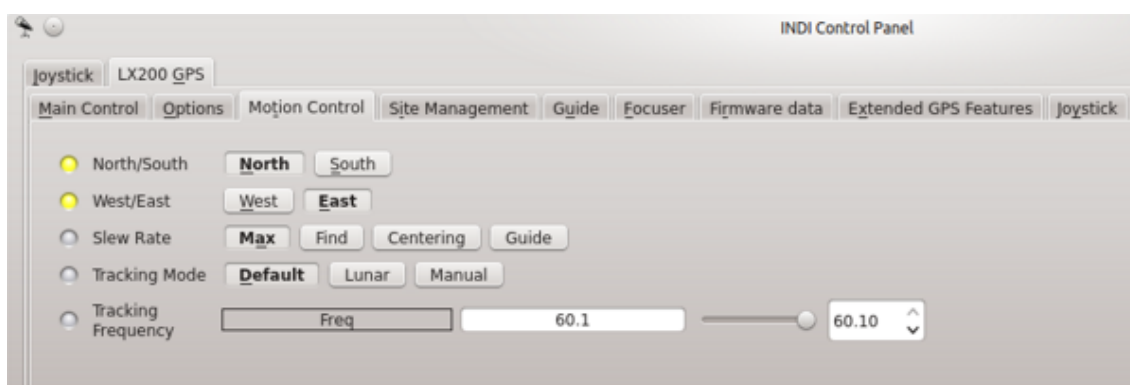 INDI Control Panel
Joystick LX200 GPS
Main Control Options Motion Control Site Management Guide Focuser Firmware data Extended GPS Features Joystick
North/South North South
West/East West East
Slew Rate Max Find Centering Guide
Tracking Mode Default Lunar Manual
Tracking
Frequency Freq 60.1 60.10